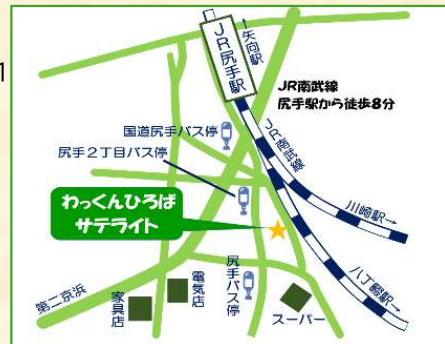 1
JR尻手駅
矢向駅→
JR南武線
尻手駅から徒歩8分
国道尻手バス停
JR南武線
尻手2丁目バス停
わっくんひろば
サテライト
川崎駅→
第二京浜
家具店
電気店
尻手バス停
スーパー
八丁畷駅→